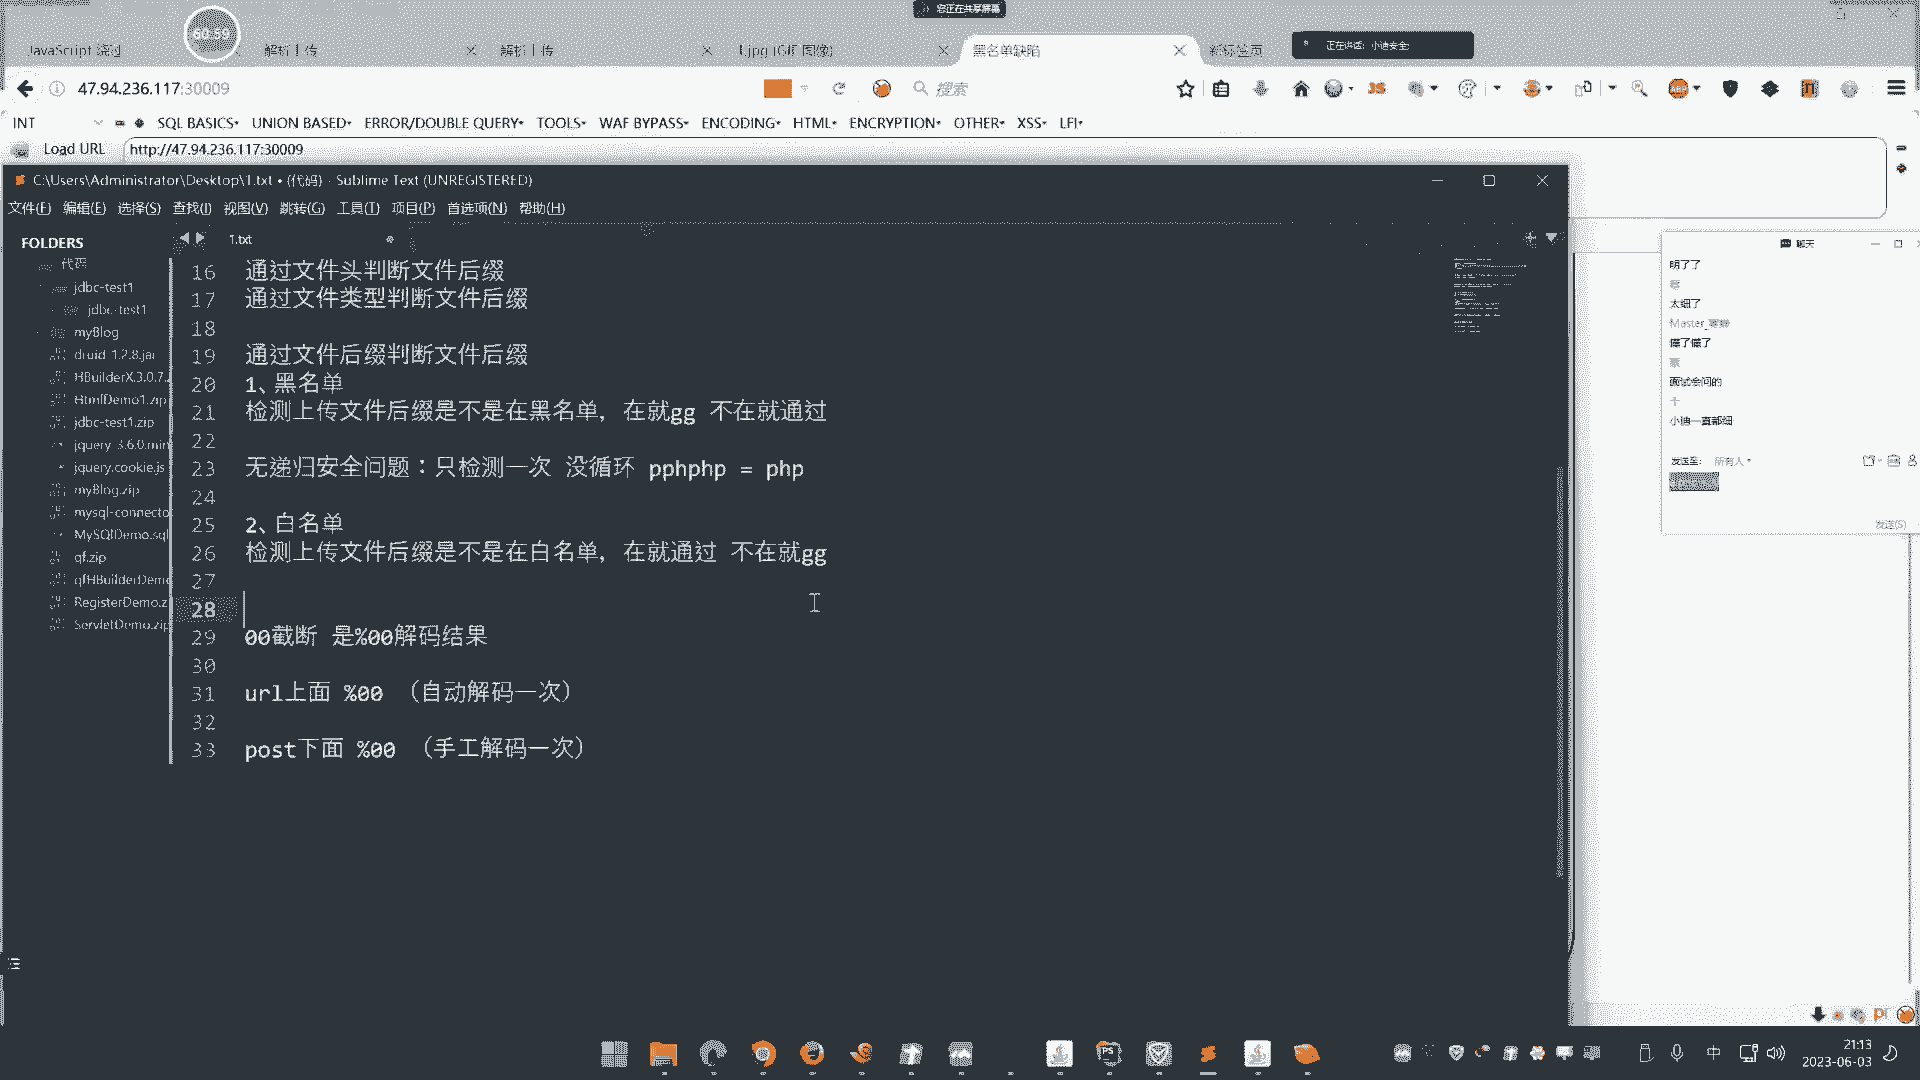 您正在共享屏幕
60:59
JavaScript 绕过
解析上传
解析上传
1.jpg (GIF 图像)
黑名单缺陷
新标签页
正在讲话: 小迪安全;
47.94.236.117:30009
搜索
INT
SQL BASICS
UNION BASED
ERROR/DOUBLE QUERY
TOOLS
WAF BYPASS
ENCODING
HTML
ENCRYPTION
OTHER
XSS
LFI
Load URL
http://47.94.236.117:30009
C:\Users\Administrator\Desktop\1.txt • (代码) - Sublime Text (UNREGISTERED)
文件(F) 编辑(E) 选择(S) 查找(I) 视图(V) 跳转(G) 工具(T) 项目(P) 首选项(N) 帮助(H)
FOLDERS
代码
jdbc-test1
jdbc-test1
myBlog
druid-1.2.8.jar
HBuilderX.3.0.7.
HtmlDemo1.zip
jdbc-test1.zip
jquery-3.6.0.min
jquery.cookie.js
myBlog.zip
mysql-connecto
MySQlDemo.sql
qf.zip
qfHBuilderDemo
RegisterDemo.z
ServletDemo.zip
1.txt
16 通过文件头判断文件后缀
17 通过文件类型判断文件后缀
18
19 通过文件后缀判断文件后缀
20 1、黑名单
21 检测上传文件后缀是不是在黑名单，在就gg 不在就通过
22
23 无递归安全问题：只检测一次 没循环 pphphp = php
24
25 2、白名单
26 检测上传文件后缀是不是在白名单，在就通过 不在就gg
27
28
29 00截断 是%00解码结果
30
31 url上面 %00 （自动解码一次）
32
33 post下面 %00 （手工解码一次）
聊天
明了了
太细了
Master_
懂了懂了
面试会问的
小迪一直都细
发送至: 所有人
发送(S)
中
21:13
2023-06-03